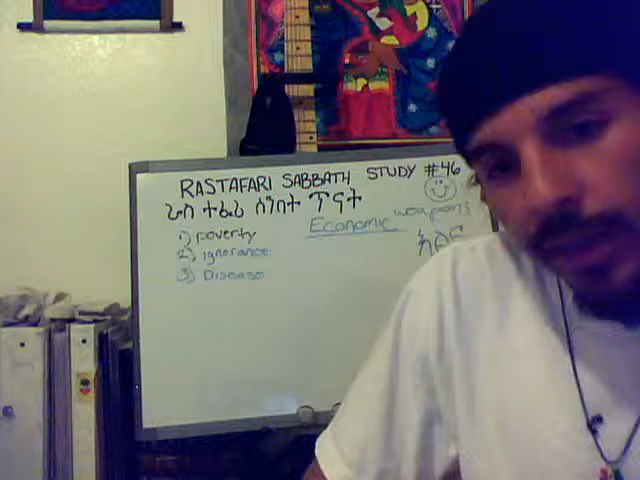 RASTAFARI SABBATH STUDY #46
ራስ ተፈሪ ሰንበት ጥናት
Economic weapons
1) poverty
2) ignorance
3) Disease